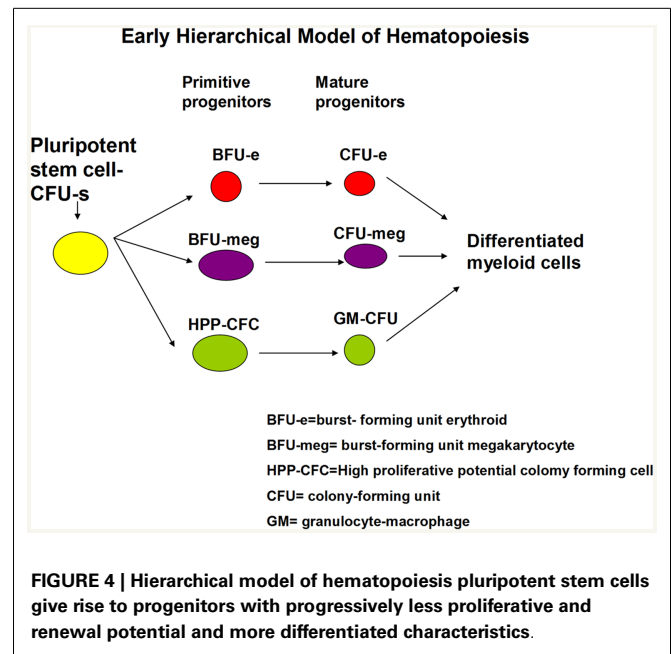 Early Hierarchical Model of Hematopoiesis
Primitive
progenitors
Mature
progenitors
Pluripotent
stem cell-
CFU-s
BFU-e
CFU-e
BFU-meg
CFU-meg
Differentiated
myeloid cells
HPP-CFC
GM-CFU
BFU-e=burst- forming unit erythroid
BFU-meg= burst-forming unit megakarytocyte
HPP-CFC=High proliferative potential colomy forming cell
CFU= colony-forming unit
GM= granulocyte-macrophage
FIGURE 4 | Hierarchical model of hematopoiesis pluripotent stem cells
give rise to progenitors with progressively less proliferative and
renewal potential and more differentiated characteristics.